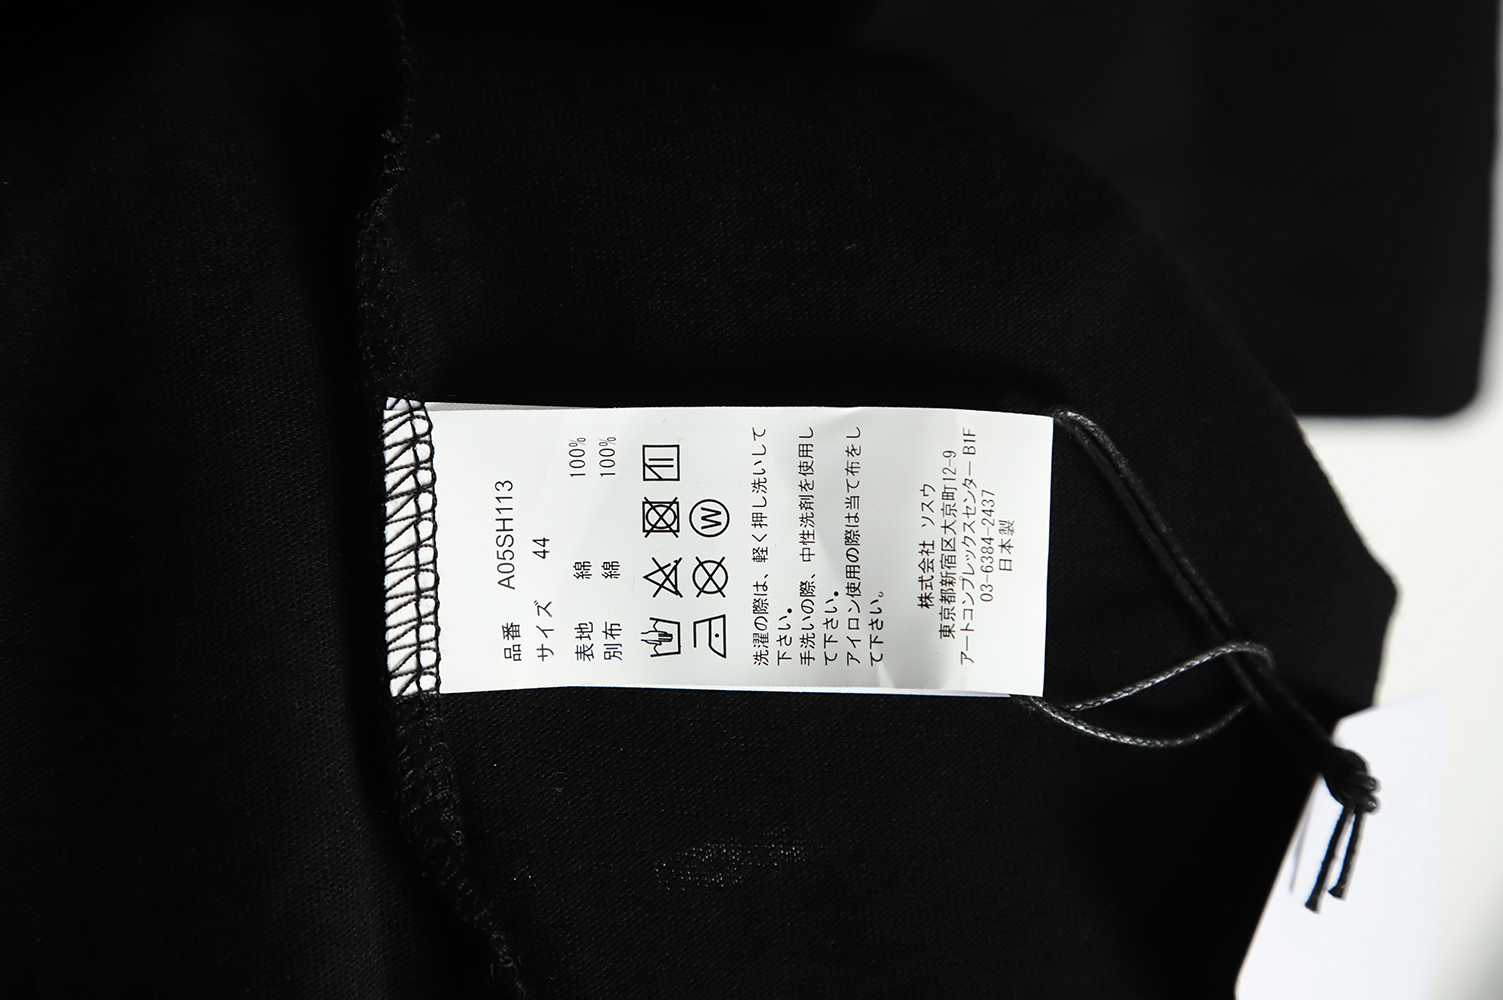 品番 A05SH113
サイズ 44
表地 綿 100%
別布 綿 100%
W
洗濯の際は、軽く押し洗いして
下さい。
手洗いの際、中性洗剤を使用し
て下さい。
アイロン使用の際は当て布をし
て下さい。
株式会社 ソスウ
東京都新宿区大京町12-9
アートコンプレックスセンター B1F
03-6384-2437
日本製